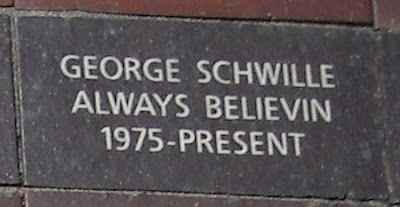 GEORGE SCHWILLE
ALWAYS BELIEVIN
1975-PRESENT